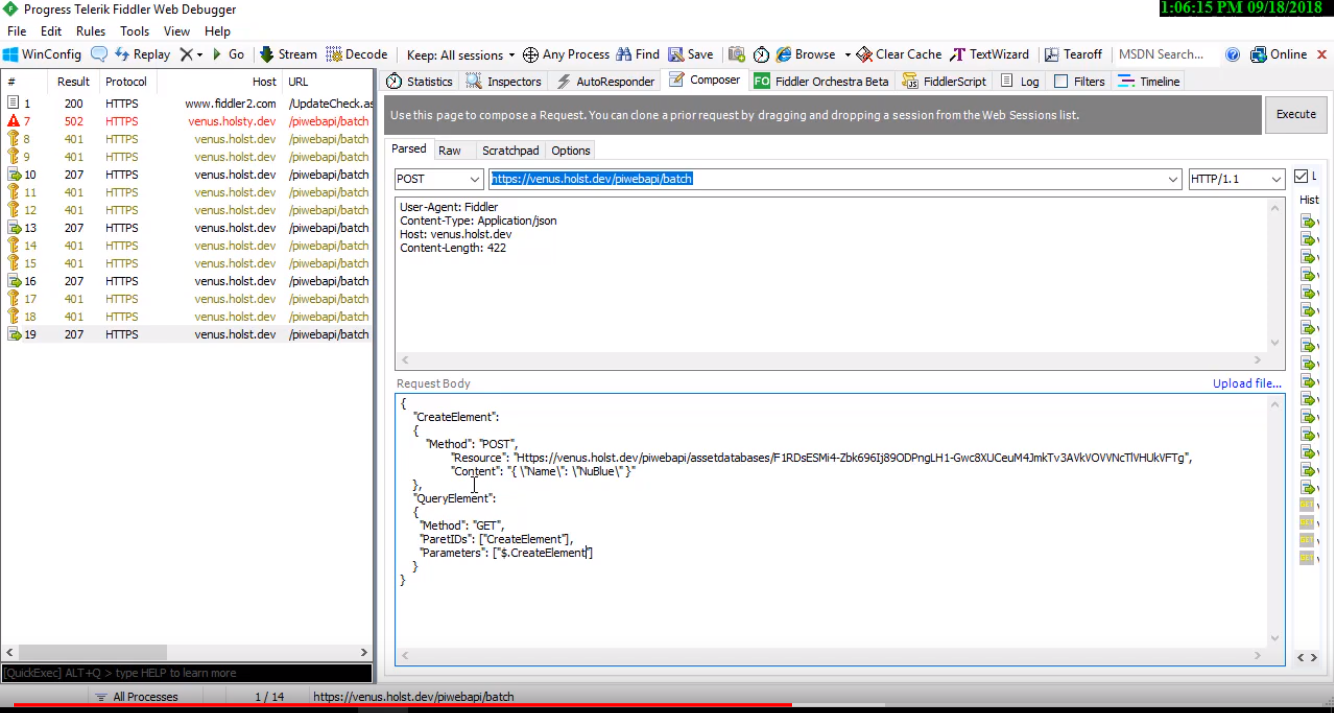 Progress Telerik Fiddler Web Debugger
1:06:15 PM 09/18/2018
File Edit Rules Tools View Help
WinConfig Replay Go Stream Decode Keep: All sessions Any Process Find Save Browse Clear Cache TextWizard Tearoff MSDN Search... Online
# Result Protocol Host URL
1 200 HTTPS www.fiddler2.com /UpdateCheck.as
7 502 HTTPS venus.holsty.dev /piwebapi/batch
8 401 HTTPS venus.holst.dev /piwebapi/batch
9 401 HTTPS venus.holst.dev /piwebapi/batch
10 207 HTTPS venus.holst.dev /piwebapi/batch
11 401 HTTPS venus.holst.dev /piwebapi/batch
12 401 HTTPS venus.holst.dev /piwebapi/batch
13 207 HTTPS venus.holst.dev /piwebapi/batch
14 401 HTTPS venus.holst.dev /piwebapi/batch
15 401 HTTPS venus.holst.dev /piwebapi/batch
16 207 HTTPS venus.holst.dev /piwebapi/batch
17 401 HTTPS venus.holst.dev /piwebapi/batch
18 401 HTTPS venus.holst.dev /piwebapi/batch
19 207 HTTPS venus.holst.dev /piwebapi/batch
[QuickExec] ALT+Q > type HELP to learn more
Statistics Inspectors AutoResponder Composer FO Fiddler Orchestra Beta FiddlerScript Log Filters Timeline
Use this page to compose a Request. You can clone a prior request by dragging and dropping a session from the Web Sessions list.
Execute
Parsed Raw Scratchpad Options
POST https://venus.holst.dev/piwebapi/batch HTTP/1.1 L
Hist
User-Agent: Fiddler
Content-Type: Application/json
Host: venus.holst.dev
Content-Length: 422
Request Body Upload file...
{
"CreateElement":
{
"Method": "POST",
"Resource": "Https://venus.holst.dev/piwebapi/assetdatabases/F1RDsESMi4-Zbk696Ij89ODPngLH1-Gwc8XUCeuM4JmkTv3AVkVOVVNcTlVHUkVFTg",
"Content": "{ \"Name\": \"NuBlue\" }"
},
"QueryElement":
{
"Method": "GET",
"ParetIDs": ["CreateElement"],
"Parameters": ["$.CreateElement"]
}
}
All Processes 1 / 14 https://venus.holst.dev/piwebapi/batch